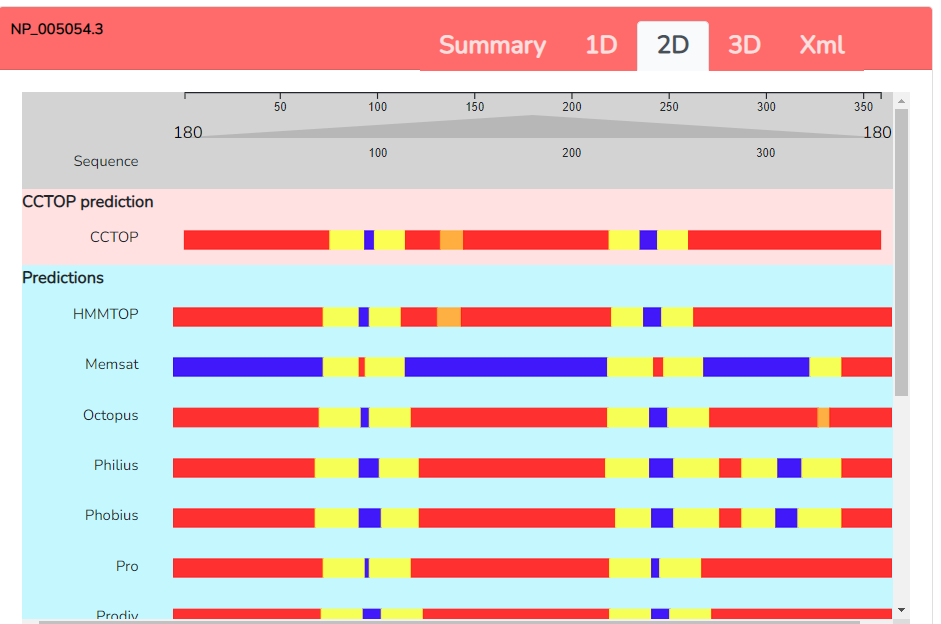 NP_005054.3
Summary 1D 2D 3D Xml
50 100 150 200 250 300 350
180 180
100 200 300
Sequence
CCTOP prediction
CCTOP
Predictions
HMMTOP
Memsat
Octopus
Philius
Phobius
Pro
Prodiv